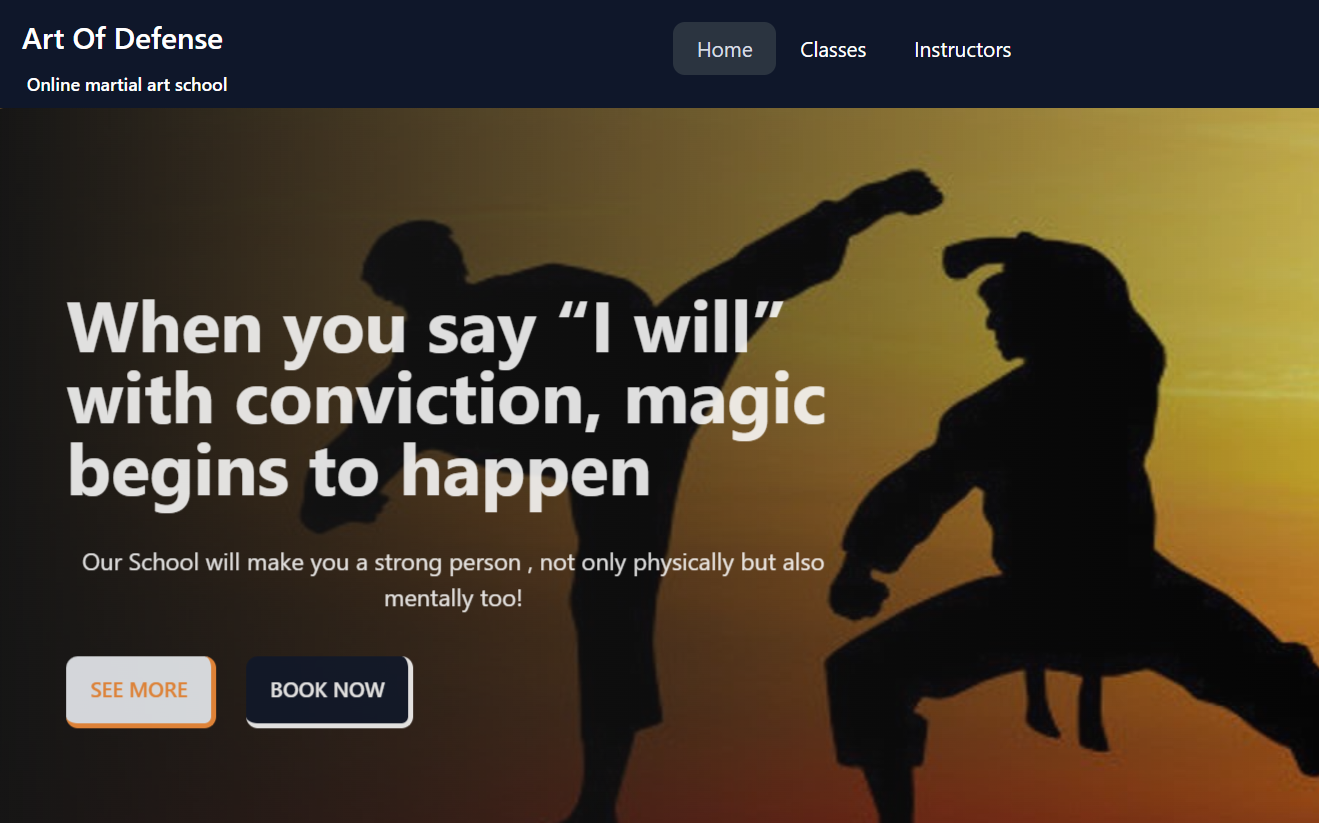 Art Of Defense
Online martial art school
Home
Classes
Instructors
When you say “I will”
with conviction, magic
begins to happen
Our School will make you a strong person , not only physically but also
mentally too!
SEE MORE
BOOK NOW